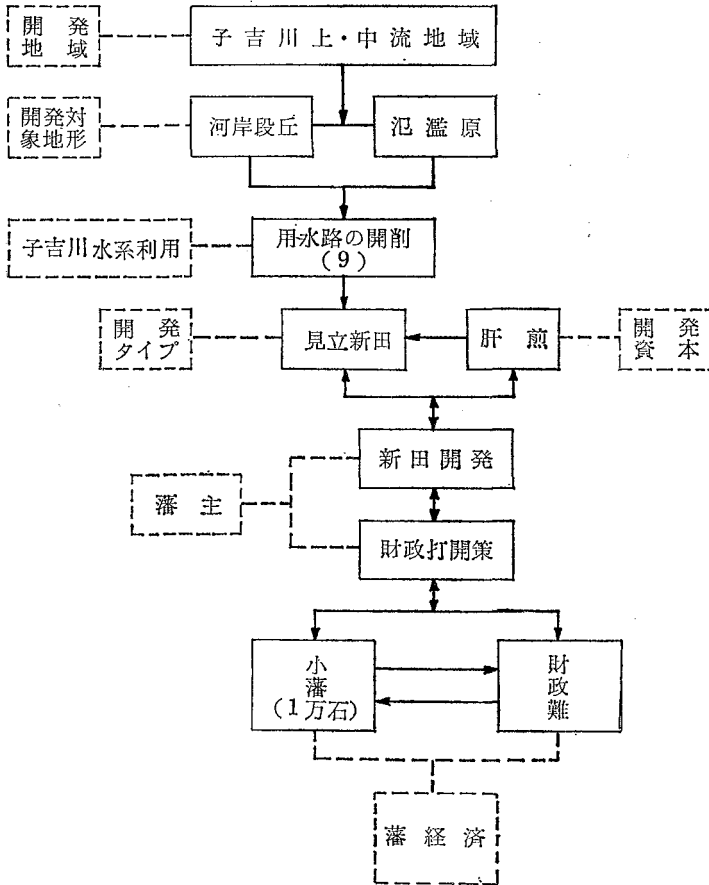 開発
地域
子吉川上・中流地域
開発対
象地形
河岸段丘
氾濫原
子吉川水系利用
用水路の開削
(9)
開発
タイプ
見立新田
肝煎
開発
資本
新田開発
藩主
財政打開策
小藩
(1万石)
財政難
藩経済